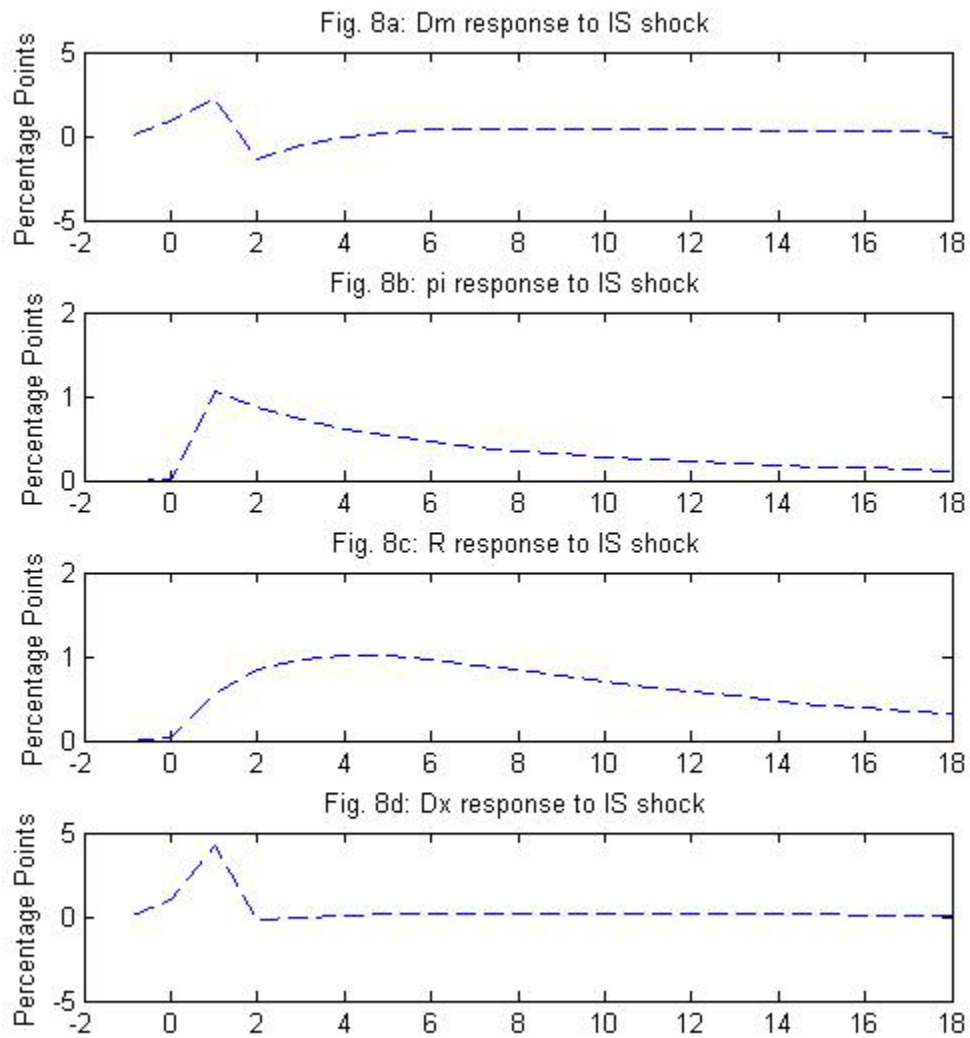 Fig. 8a: Dm response to IS shock
Percentage Points
5
0
-5
-2 0 2 4 6 8 10 12 14 16 18
Fig. 8b: pi response to IS shock
Percentage Points
2
1
0
-2 0 2 4 6 8 10 12 14 16 18
Fig. 8c: R response to IS shock
Percentage Points
2
1
0
-2 0 2 4 6 8 10 12 14 16 18
Fig. 8d: Dx response to IS shock
Percentage Points
5
0
-5
-2 0 2 4 6 8 10 12 14 16 18